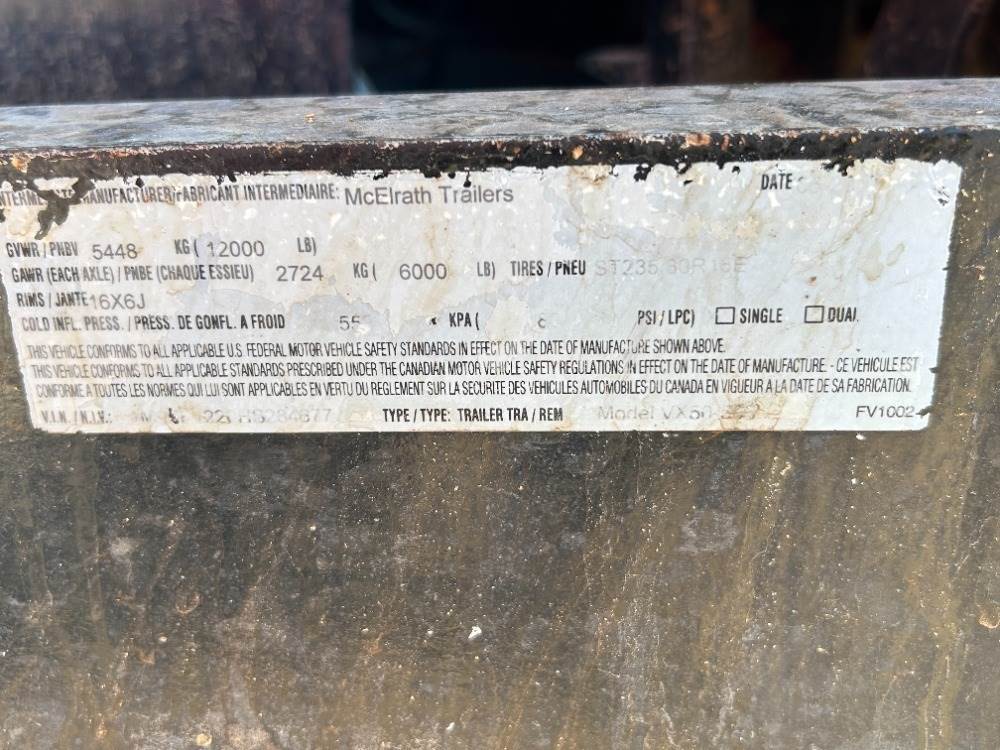 MANUFACTURER/FABRICANT INTERMEDIAIRE: McElrath Trailers DATE
GVWR / PNBV 5448 KG ( 12000 LB)
GAWR (EACH AXLE) / PNBE (CHAQUE ESSIEU) 2724 KG ( 6000 LB) TIRES / PNEU ST235
RIMS / JANTE 16X6J
COLD INFL. PRESS. / PRESS. DE GONFL. A FROID KPA ( PSI / LPC) SINGLE DUAL
THIS VEHICLE CONFORMS TO ALL APPLICABLE U.S FEDERAL MOTOR VEHICLE SAFETY STANDARDS IN EFFECT ON THE DATE OF MANUFACTURE SHOWN ABOVE.
THIS VEHICLE CONFORMS TO ALL APPLICABLE STANDARDS PRESCRIBED UNDER THE CANADIAN MOTOR VEHICLE SAFETY REGULATIONS IN EFFECT ON THE DATE OF MANUFACTURE. - CE VEHICULE EST
CONFORME A TOUTES LES NORMES QUI LUI SONT APPLICABLES EN VERTU DU REGLEMENT SUR LA SECURITE DES VEHICULES AUTOMOBILES DU CANADA EN VIGUEUR A LA DATE DE SA FABRICATION.
V.I.N. / N.I.V.: TYPE / TYPE: TRAILER TRA / REM Model FV1002